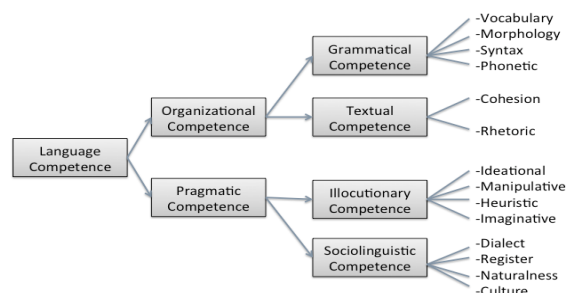 Language
Competence
Organizational
Competence
Pragmatic
Competence
Grammatical
Competence
Textual
Competence
Illocutionary
Competence
Sociolinguistic
Competence
-Vocabulary
-Morphology
-Syntax
-Phonetic
-Cohesion
-Rhetoric
-Ideational
-Manipulative
-Heuristic
-Imaginative
-Dialect
-Register
-Naturalness
-Culture